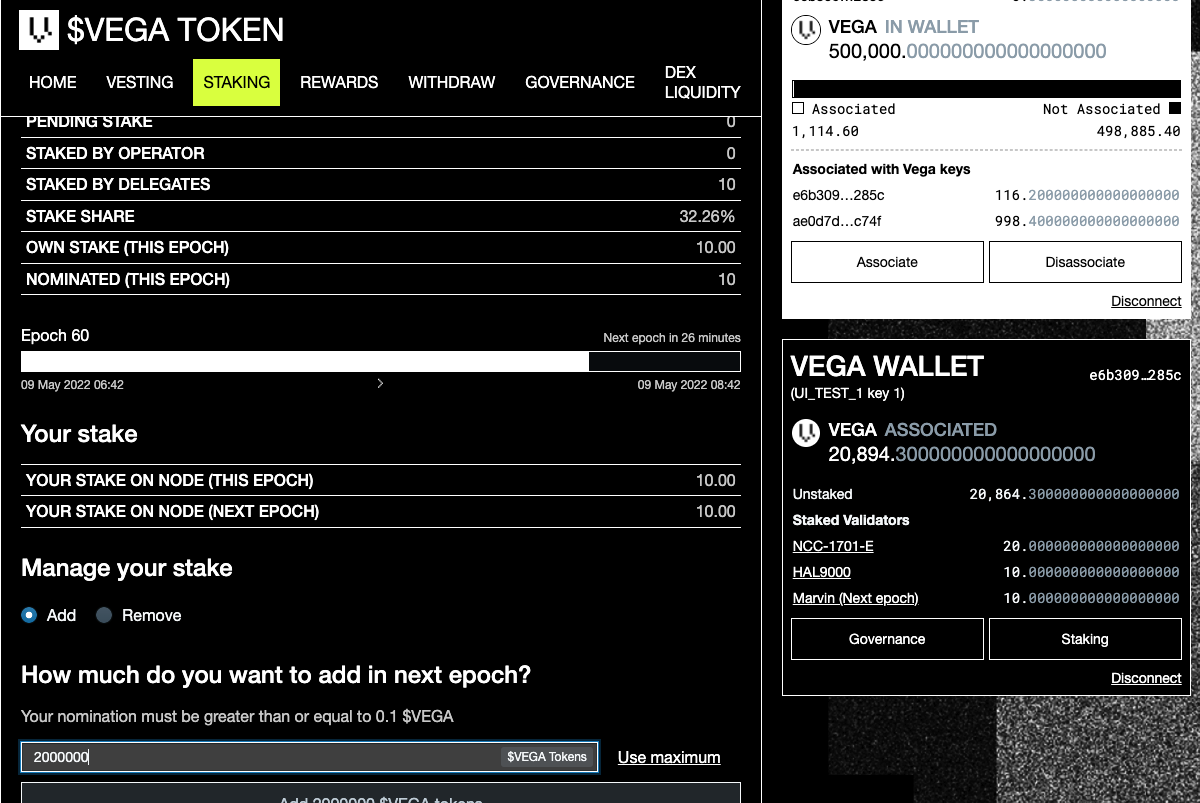 $VEGA TOKEN
HOME VESTING STAKING REWARDS WITHDRAW GOVERNANCE DEX LIQUIDITY
PENDING STAKE 0
STAKED BY OPERATOR 0
STAKED BY DELEGATES 10
STAKE SHARE 32.26%
OWN STAKE (THIS EPOCH) 10.00
NOMINATED (THIS EPOCH) 10
Epoch 60 Next epoch in 26 minutes
09 May 2022 06:42 09 May 2022 08:42
Your stake
YOUR STAKE ON NODE (THIS EPOCH) 10.00
YOUR STAKE ON NODE (NEXT EPOCH) 10.00
Manage your stake
Add Remove
How much do you want to add in next epoch?
Your nomination must be greater than or equal to 0.1 $VEGA
2000000 $VEGA Tokens Use maximum
Add 2000000 $VEGA tokens
VEGA IN WALLET
500,000.000000000000000000
Associated Not Associated
1,114.60 498,885.40
Associated with Vega keys
e6b309…285c 116.200000000000000000
ae0d7d…c74f 998.400000000000000000
Associate Disassociate
Disconnect
VEGA WALLET e6b309…285c
(UI_TEST_1 key 1)
VEGA ASSOCIATED
20,894.300000000000000000
Unstaked 20,864.300000000000000000
Staked Validators
NCC-1701-E 20.000000000000000000
HAL9000 10.000000000000000000
Marvin (Next epoch) 10.000000000000000000
Governance Staking
Disconnect